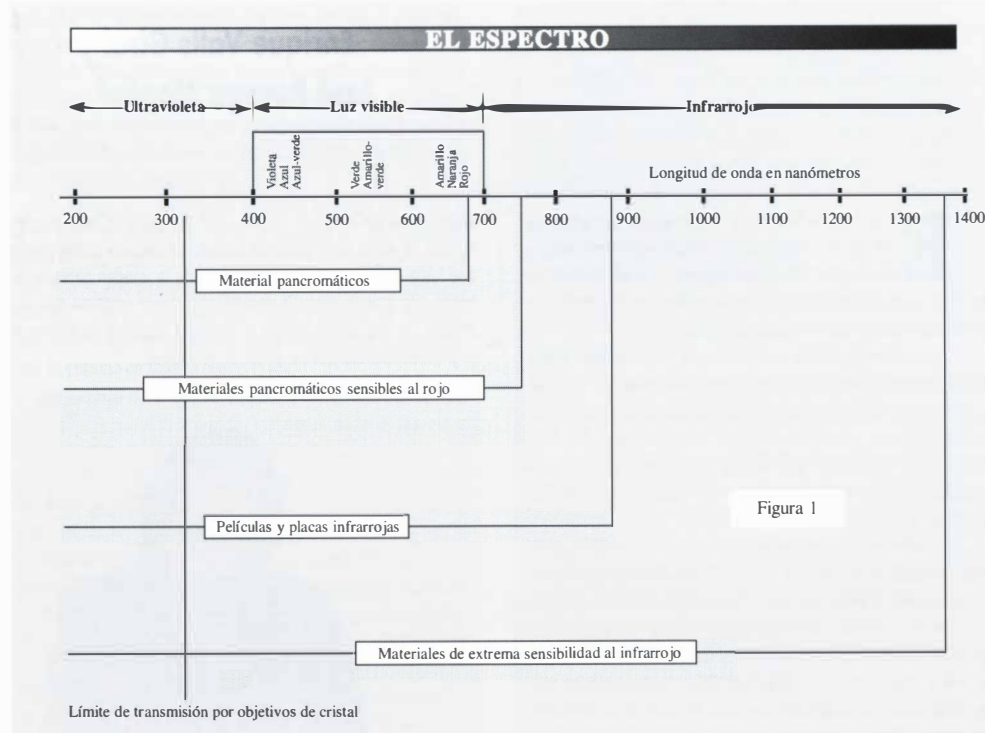 EL ESPECTRO
Ultravioleta
Luz visible
Infrarrojo
Violeta
Azul
Azul-verde
Verde
Amarillo-
verde
Amarillo
Naranja
Rojo
Longitud de onda en nanómetros
200 300 400 500 600 700 800 900 1000 1100 1200 1300 1400
Material pancromáticos
Materiales pancromáticos sensibles al rojo
Figura 1
Películas y placas infrarrojas
Materiales de extrema sensibilidad al infrarrojo
Límite de transmisión por objetivos de cristal